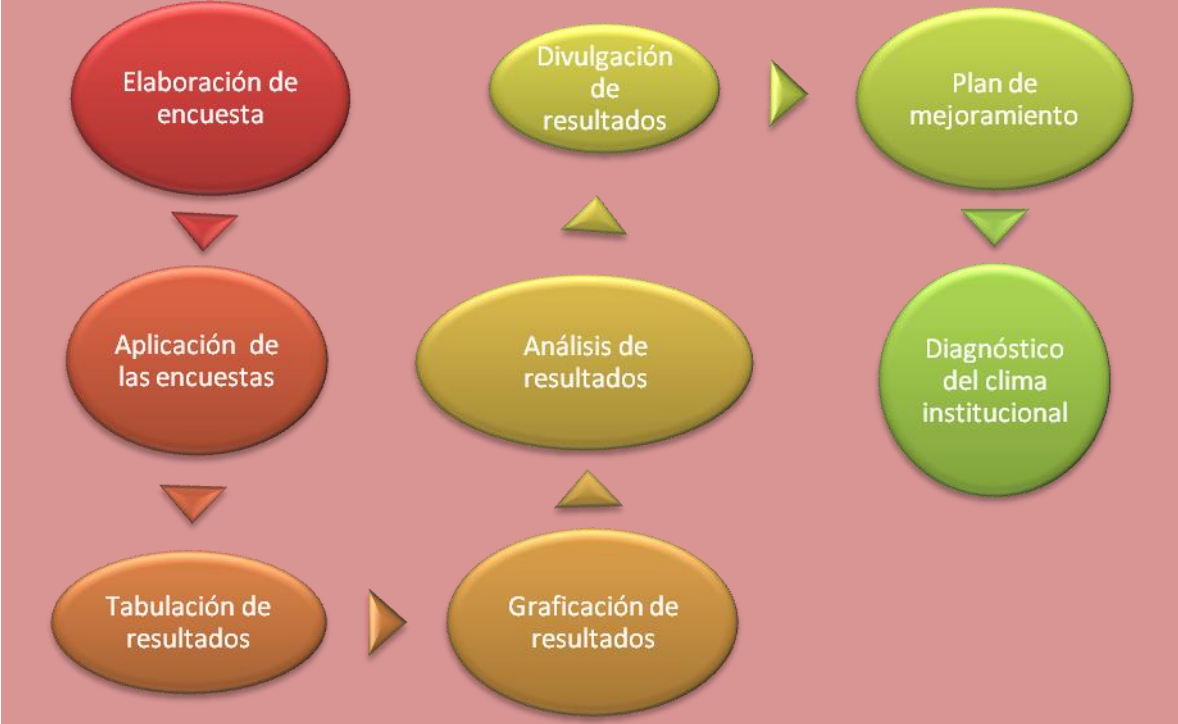 Elaboración de
encuesta
Aplicación de
las encuestas
Tabulación de
resultados
Graficación de
resultados
Análisis de
resultados
Divulgación
de
resultados
Plan de
mejoramiento
Diagnóstico
del clima
institucional